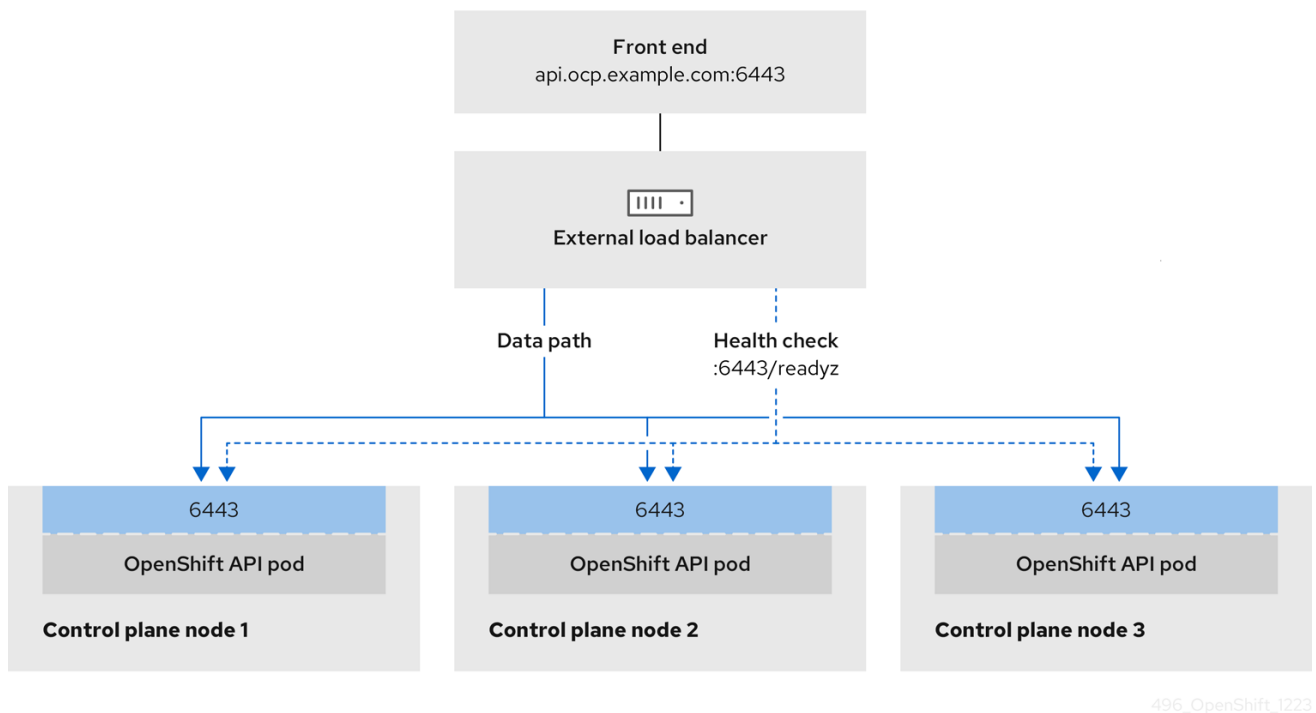 Front end
api.ocp.example.com:6443
External load balancer
Data path
Health check
:6443/readyz
6443
OpenShift API pod
Control plane node 1
6443
OpenShift API pod
Control plane node 2
6443
OpenShift API pod
Control plane node 3
496_OpenShift_1223